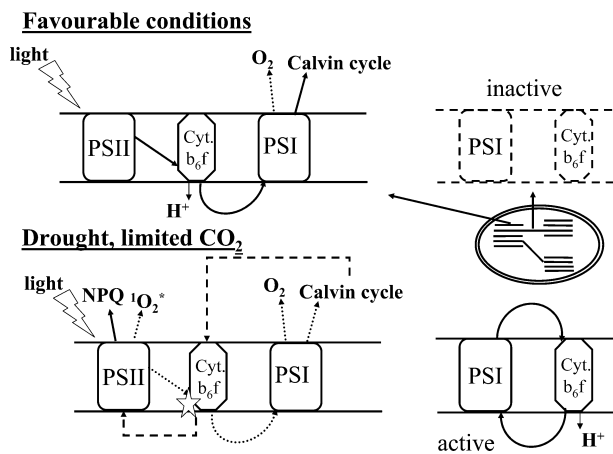 Favourable conditions
light
O₂
Calvin cycle
PSII
Cyt.
b₆f
PSI
H⁺
inactive
PSI
Cyt.
b₆f
Drought, limited CO₂
light
NPQ
¹O₂*
O₂
Calvin cycle
PSII
Cyt.
b₆f
PSI
PSI
Cyt.
b₆f
active
H⁺